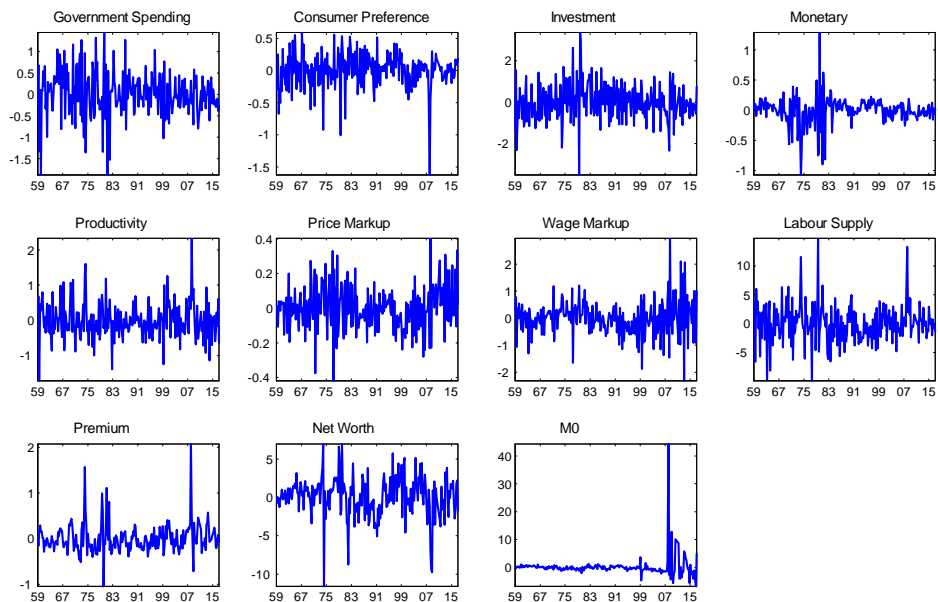 Government Spending Consumer Preference Investment Monetary
1 0.5 0 -0.5 -1 -1.5
0.5 0 -0.5 -1 -1.5
2 0 -2
1 0.5 0 -0.5 -1
59 67 75 83 91 99 07 15 59 67 75 83 91 99 07 15 59 67 75 83 91 99 07 15 59 67 75 83 91 99 07 15
Productivity Price Markup Wage Markup Labour Supply
2 1 0 -1
0.4 0.2 0 -0.2 -0.4
2 1 0 -1 -2
10 5 0 -5
59 67 75 83 91 99 07 15 59 67 75 83 91 99 07 15 59 67 75 83 91 99 07 15 59 67 75 83 91 99 07 15
Premium Net Worth M0
2 1 0 -1
5 0 -5 -10
40 30 20 10 0
59 67 75 83 91 99 07 15 59 67 75 83 91 99 07 15 59 67 75 83 91 99 07 15